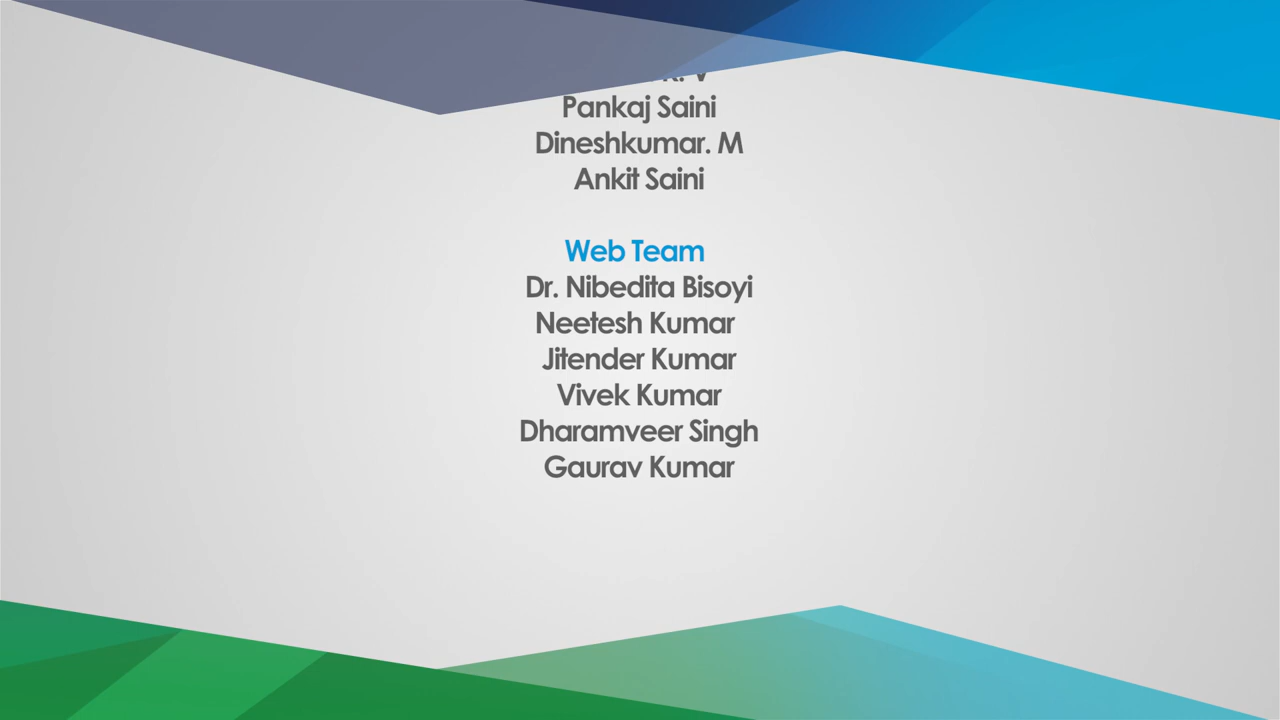 Pankaj Saini
Dineshkumar. M
Ankit Saini
Web Team
Dr. Nibedita Bisoyi
Neetesh Kumar
Jitender Kumar
Vivek Kumar
Dharamveer Singh
Gaurav Kumar